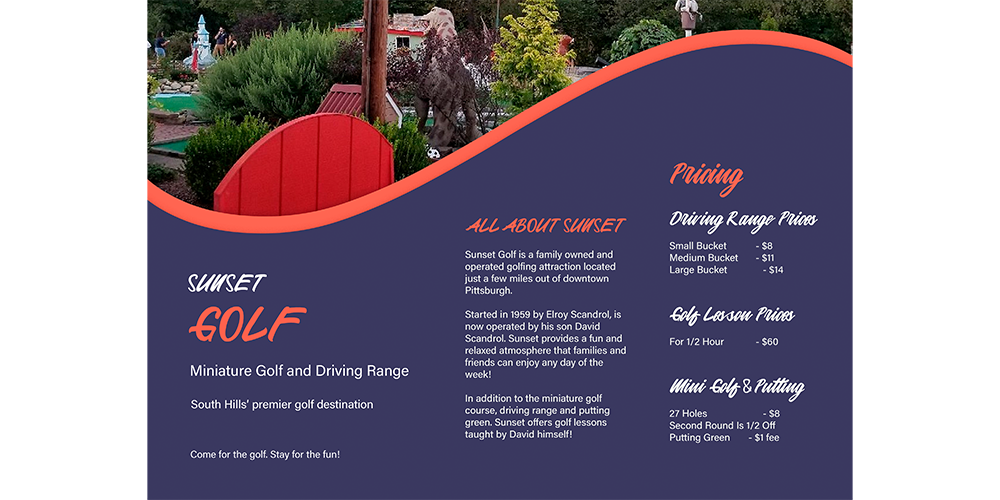 SUNSET
GOLF
Miniature Golf and Driving Range
South Hills' premier golf destination
Come for the golf. Stay for the fun!
ALL ABOUT SUNSET
Sunset Golf is a family owned and
operated golfing attraction located
just a few miles out of downtown
Pittsburgh.
Started in 1959 by Elroy Scandrol, is
now operated by his son David
Scandrol. Sunset provides a fun and
relaxed atmosphere that families and
friends can enjoy any day of the
week!
In addition to the miniature golf
course, driving range and putting
green. Sunset offers golf lessons
taught by David himself!
Pricing
Driving Range Prices
Small Bucket - $8
Medium Bucket - $11
Large Bucket - $14
Golf Lesson Prices
For 1/2 Hour - $60
Mini Golf & Putting
27 Holes - $8
Second Round Is 1/2 Off
Putting Green - $1 fee